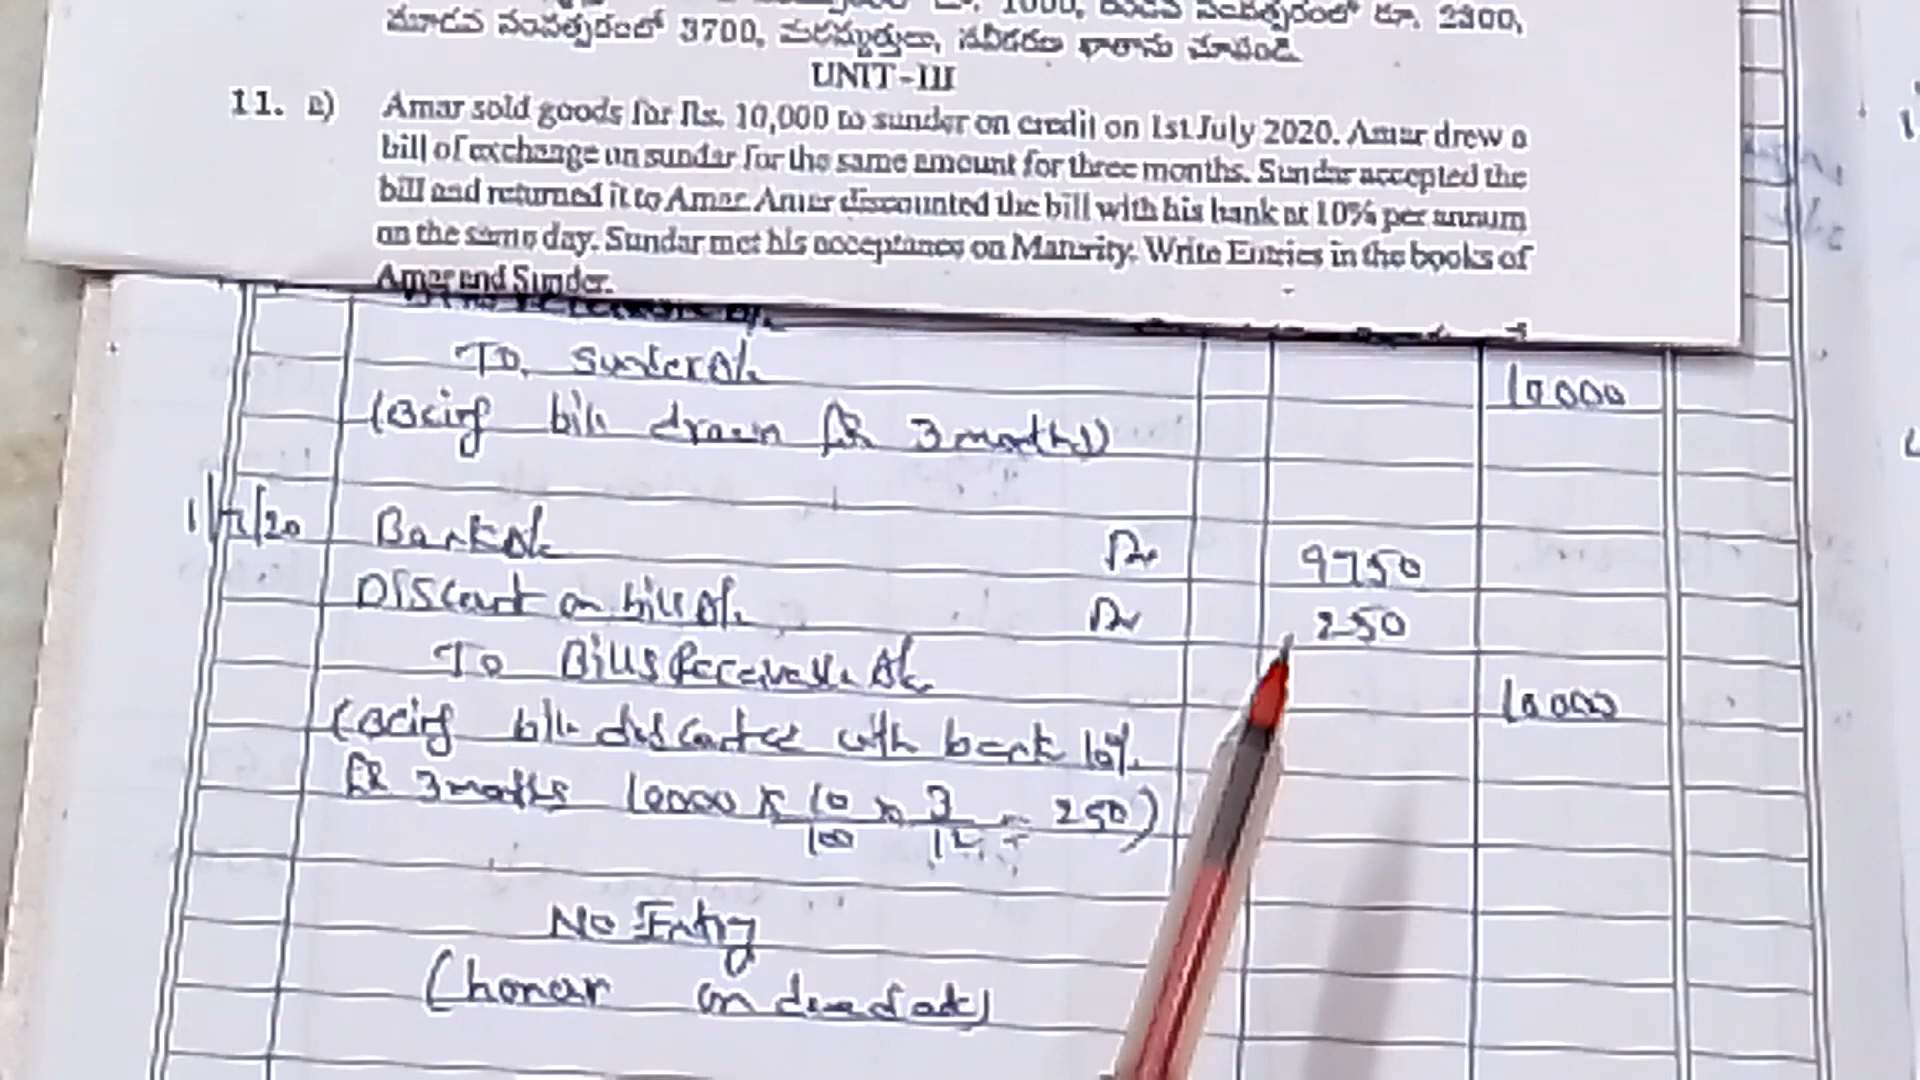 రూ. 2300,
మూడవ సంవత్సరంలో 3700, మరమ్మత్తులు, నవీకరణ ఖాతాను చూపండి.
UNIT-III
11. a) Amar sold goods for Rs. 10,000 to sunder on credit on 1st July 2020. Amar drew a
bill of exchange on sundar for the same amount for three months. Sundar accepted the
bill and returned it to Amar. Amar discounted the bill with his bank at 10% per annum
on the same day. Sundar met his acceptance on Maturity. Write Entries in the books of
Amar and Sunder.
To Sunder A/c 10000
(Being bill drawn for 3 months)
1/7/20 Bank A/c Dr 9750
Discount on bill A/c Dr 250
To Bills Receivable A/c 10000
(Being bill discounted with bank 10%
for 3 months 10000 x 10/100 x 3/12 = 250)
No Entry
(honar on due date)